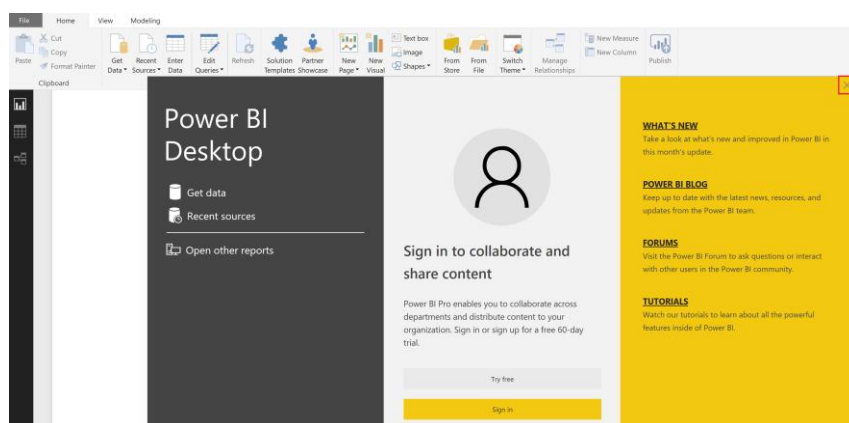 File Home View Modeling
Cut
Copy
Format Painter
Paste
Clipboard
Get Data
Recent Sources
Enter Data
Edit Queries
Refresh
Solution Templates
Partner Showcase
New Page
New Visual
Text box
Image
Shapes
From Store
From File
Switch Theme
Manage Relationships
New Measure
New Column
Publish
Power BI
Desktop
Get data
Recent sources
Open other reports
Sign in to collaborate and
share content
Power BI Pro enables you to collaborate across
departments and distribute content to your
organization. Sign in or sign up for a free 60-day
trial.
Try free
Sign in
WHAT'S NEW
Take a look at what's new and improved in Power BI in
this month's update.
POWER BI BLOG
Keep up to date with the latest news, resources, and
updates from the Power BI team.
FORUMS
Visit the Power BI Forum to ask questions or interact
with other users in the Power BI community.
TUTORIALS
Watch our tutorials to learn about all the powerful
features inside of Power BI.